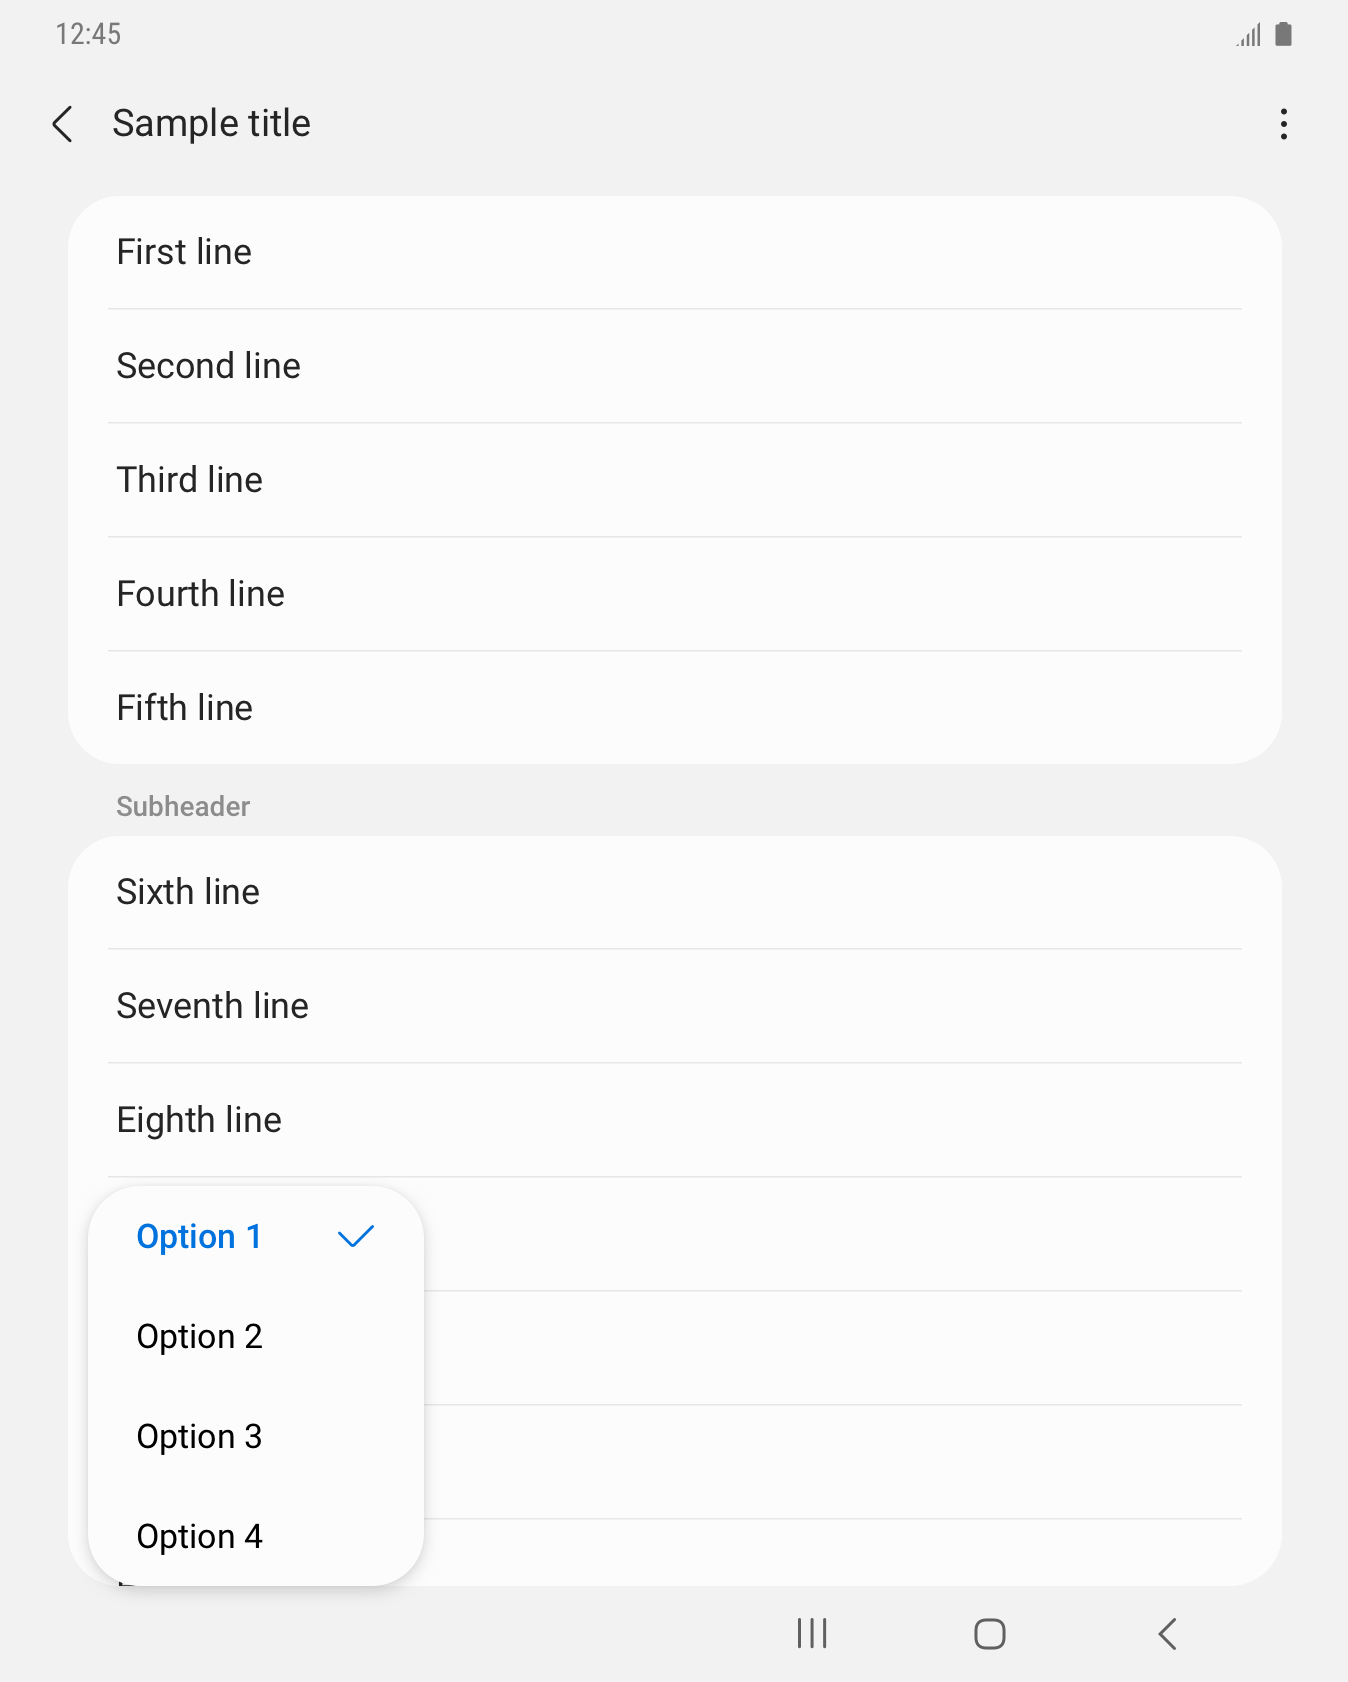 12:45
Sample title
First line
Second line
Third line
Fourth line
Fifth line
Subheader
Sixth line
Seventh line
Eighth line
Option 1
Option 2
Option 3
Option 4